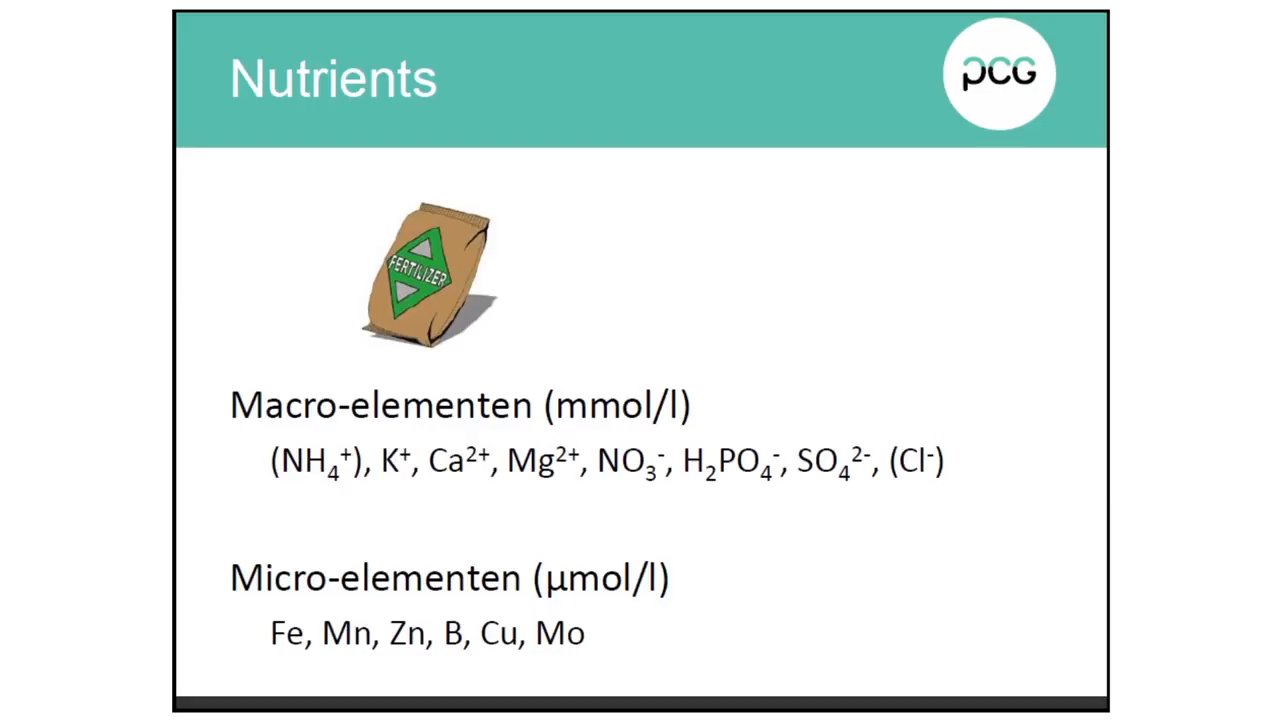 Nutrients
PCG
FERTILIZER
Macro-elementen (mmol/l)
(NH₄⁺), K⁺, Ca²⁺, Mg²⁺, NO₃⁻, H₂PO₄⁻, SO₄²⁻, (Cl⁻)
Micro-elementen (µmol/l)
Fe, Mn, Zn, B, Cu, Mo